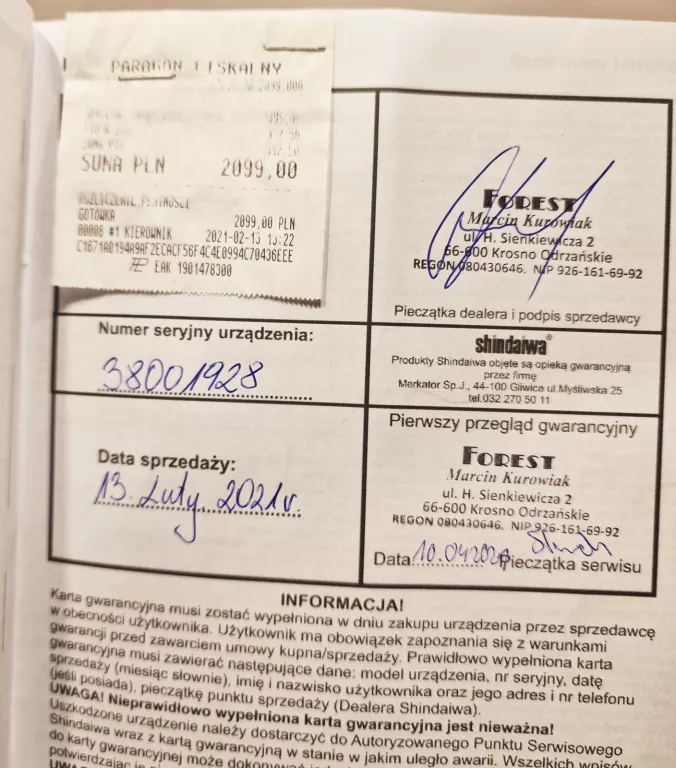 PARAGON FISKALNY
SUMA PLN 2099,00
ROZLICZENIE PŁATNOŚCI
GOTÓWKA 2099,00 PLN
00008 #1 KIEROWNIK 2021-02-13 13:22
C1671A0194A9AF2ECACF56F4C4E0994C70436EEE
EAK 1901478300
FOREST
Marcin Kurowiak
ul. H. Sienkiewicza 2
66-600 Krosno Odrzańskie
REGON 080430646. NIP 926-161-69-92
Pieczątka dealera i podpis sprzedawcy
Numer seryjny urządzenia:
38001928
shindaiwa®
Produkty Shindaiwa objęte są opieką gwarancyjną
przez firmę
Merkator Sp.J., 44-100 Gliwice ul.Myśliwska 25
tel.032 270 50 11
Data sprzedaży:
13. Luty. 2021r.
Pierwszy przegląd gwarancyjny
FOREST
Marcin Kurowiak
ul. H. Sienkiewicza 2
66-600 Krosno Odrzańskie
REGON 080430646. NIP 926-161-69-92
Data 10.04.202 Pieczątka serwisu
INFORMACJA!
Karta gwarancyjna musi zostać wypełniona w dniu zakupu urządzenia przez sprzedawcę
w obecności użytkownika. Użytkownik ma obowiązek zapoznania się z warunkami
gwarancji przed zawarciem umowy kupna/sprzedaży. Prawidłowo wypełniona karta
gwarancyjna musi zawierać następujące dane: model urządzenia, nr seryjny, datę
sprzedaży (miesiąc słownie), imię i nazwisko użytkownika oraz jego adres i nr telefonu
(jeśli posiada), pieczątkę punktu sprzedaży (Dealera Shindaiwa).
UWAGA! Nieprawidłowo wypełniona karta gwarancyjna jest nieważna!
Uszkodzone urządzenie należy dostarczyć do Autoryzowanego Punktu Serwisowego
Shindaiwa wraz z kartą gwarancyjną w stanie w jakim uległo awarii. Wszelkich wpisów
do karty gwarancyjnej może dokonywać
potwierdzając